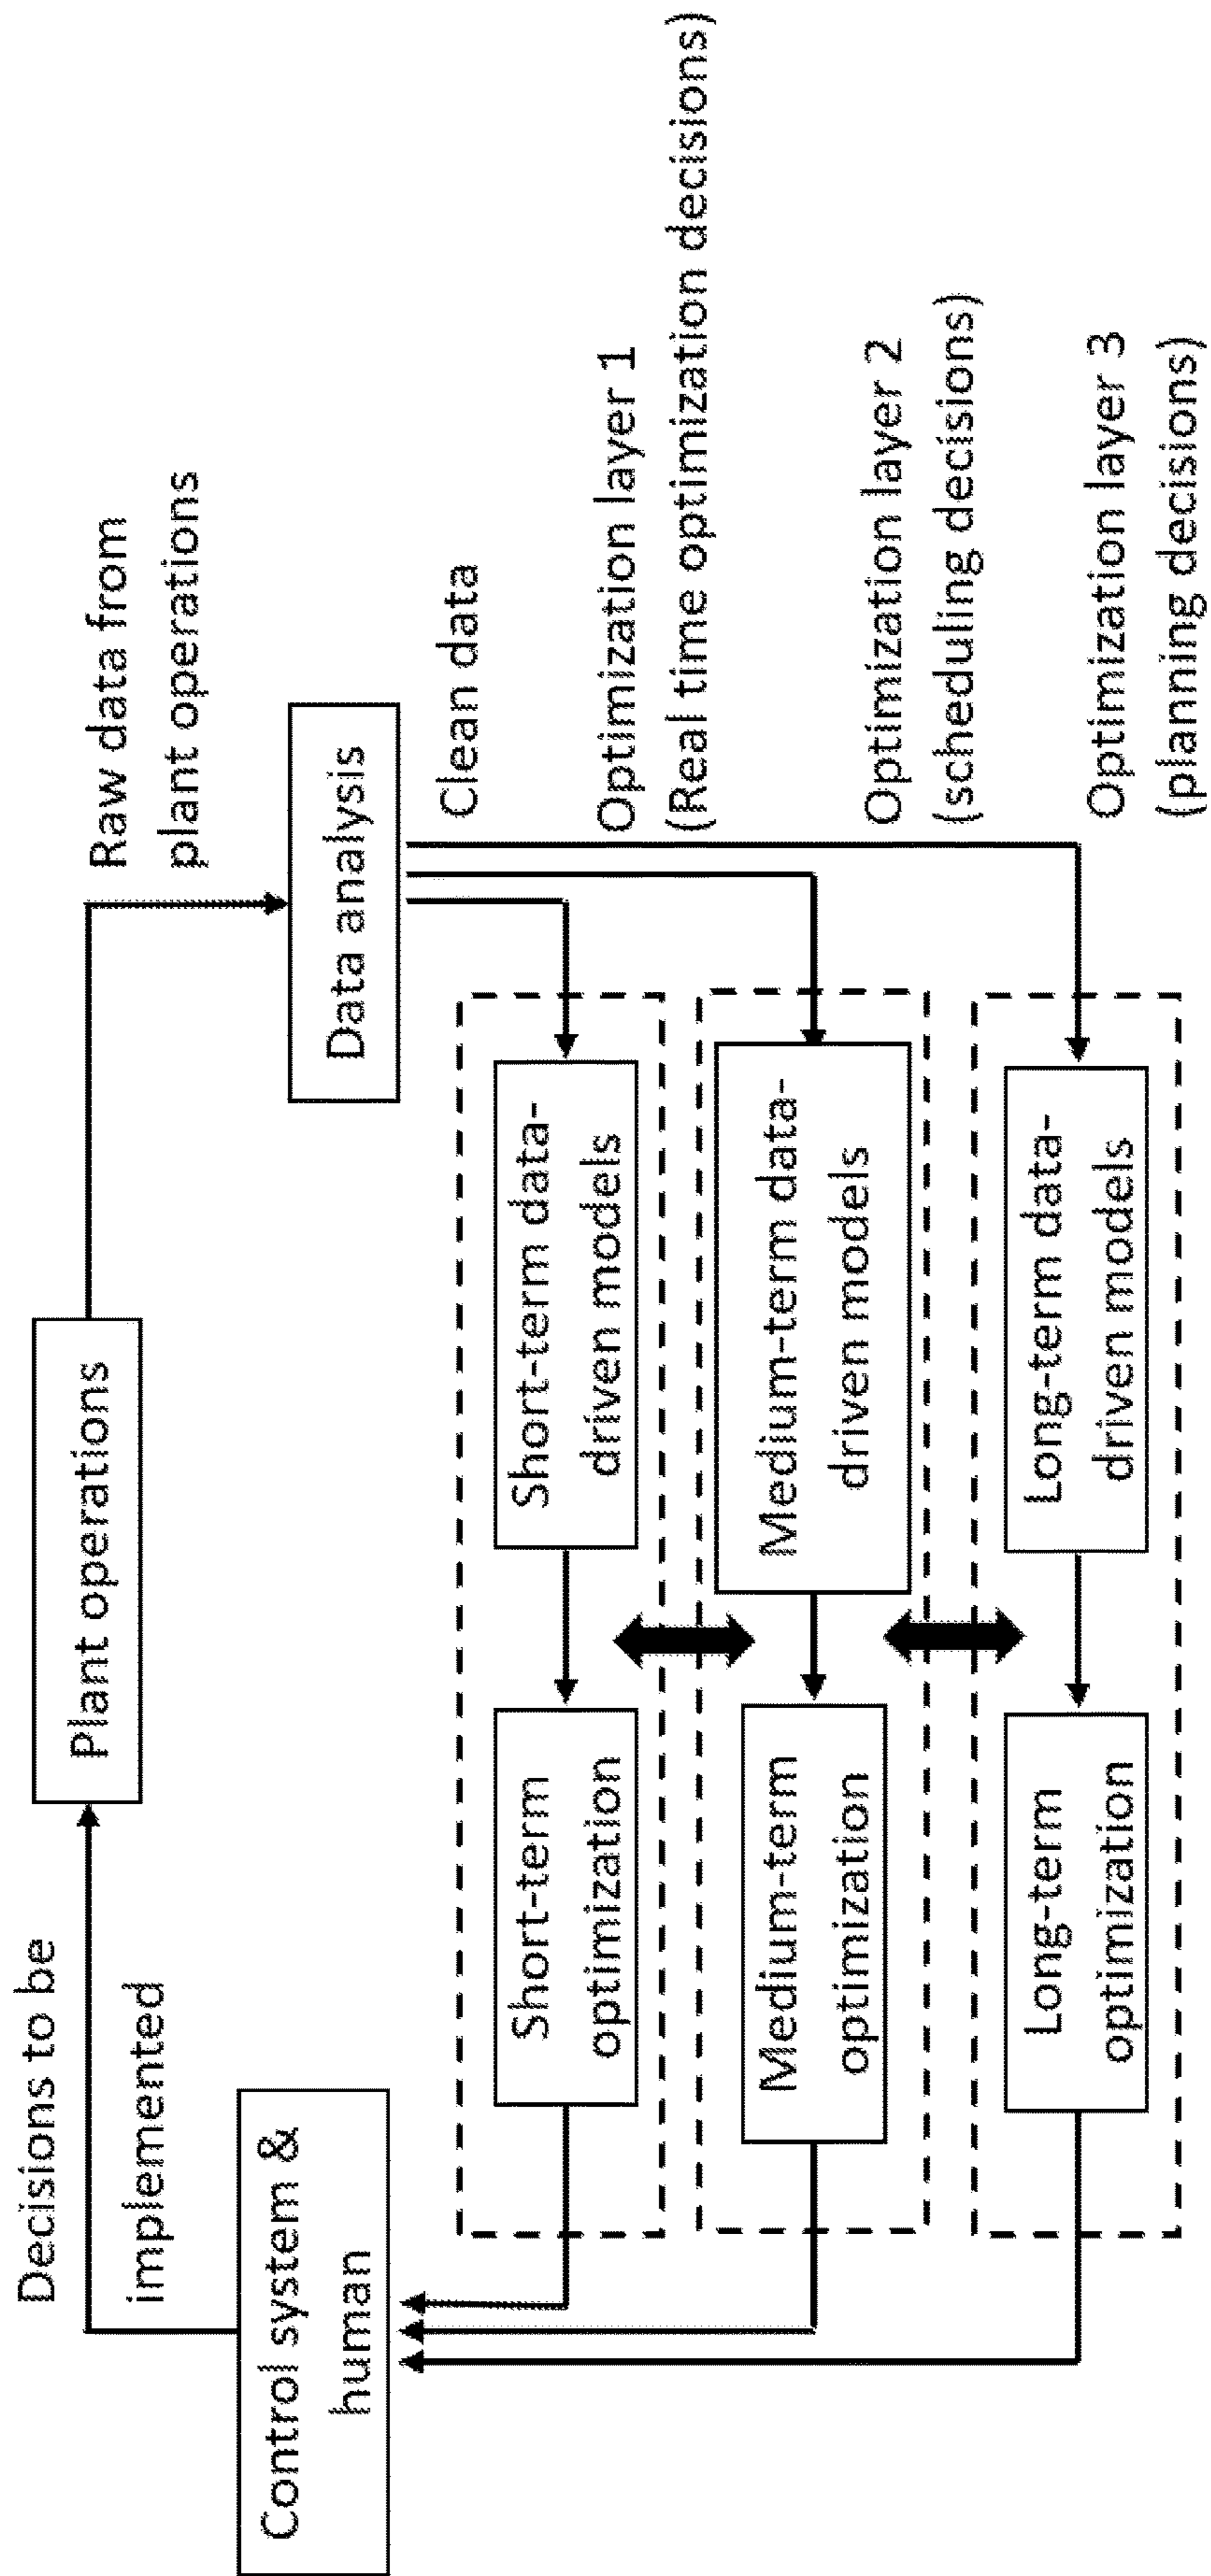 Decisions to be
implemented
Plant operations
Raw data from
plant operations
Control system &
human
Data analysis
Clean data
Short-term
optimization
Short-term data-
driven models
Optimization layer 1
(Real time optimization decisions)
Medium-term
optimization
Medium-term data-
driven models
Optimization layer 2
(scheduling decisions)
Long-term
optimization
Long-term data-
driven models
Optimization layer 3
(planning decisions)